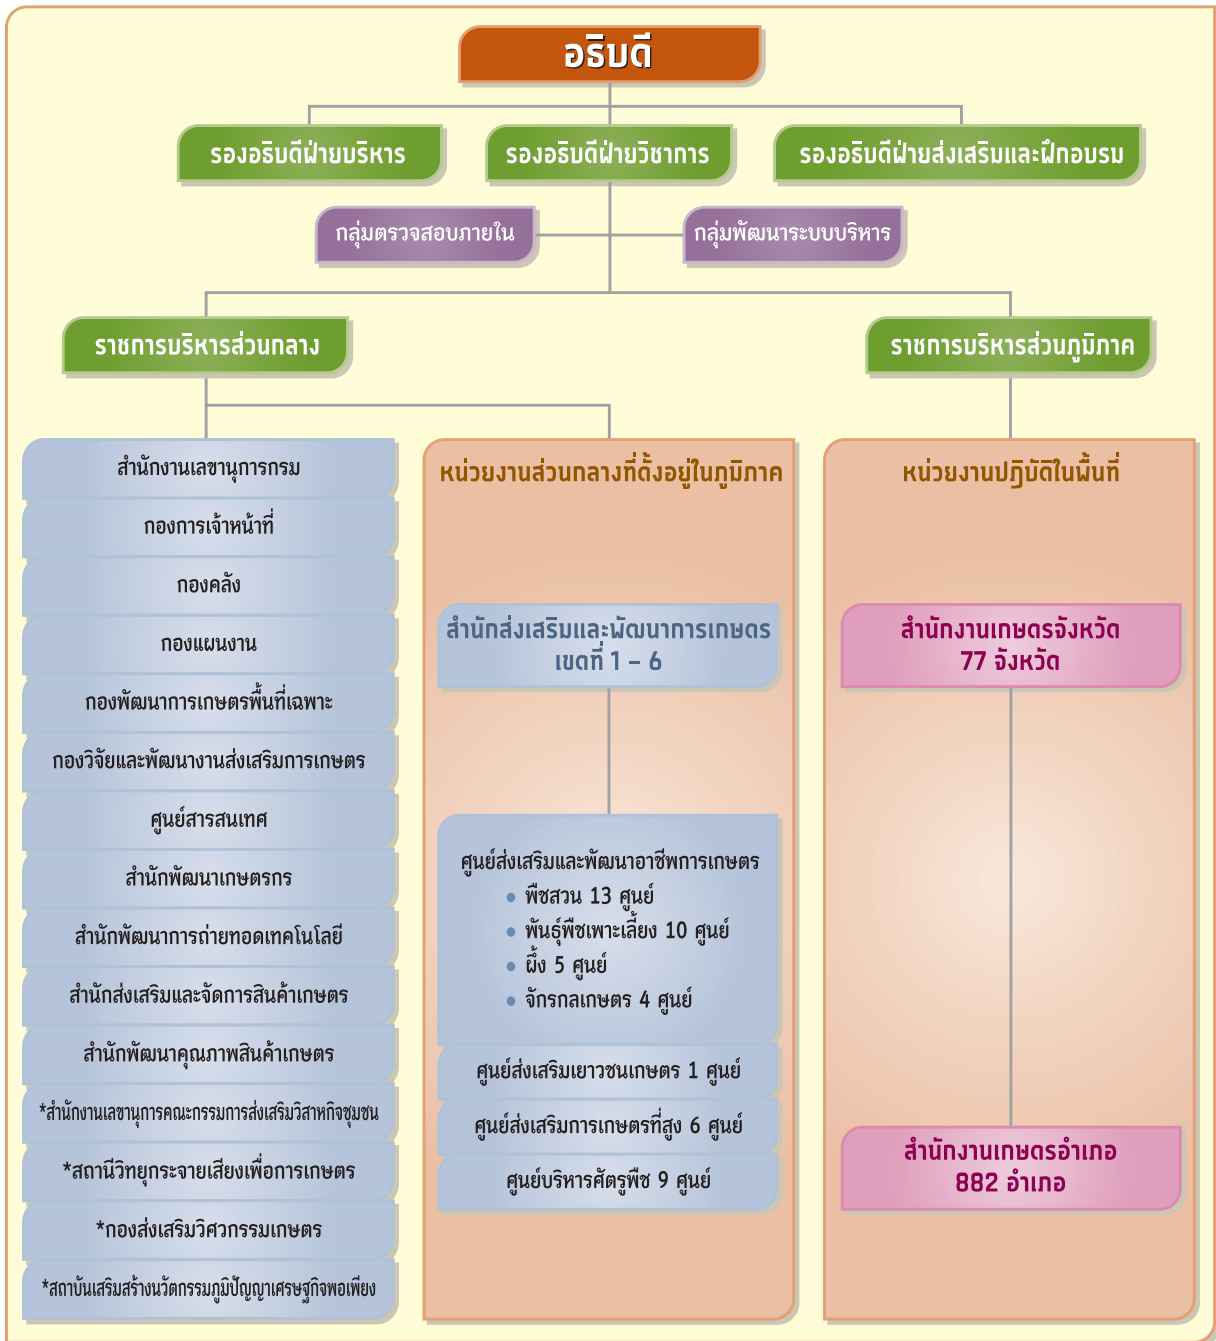 อธิบดี
รองอธิบดีฝ่ายบริหาร
รองอธิบดีฝ่ายวิชาการ
รองอธิบดีฝ่ายส่งเสริมและฝึกอบรม
กลุ่มตรวจสอบภายใน
กลุ่มพัฒนาระบบบริหาร
ราชการบริหารส่วนกลาง
ราชการบริหารส่วนภูมิภาค
สำนักงานเลขานุการกรม
กองการเจ้าหน้าที่
กองคลัง
กองแผนงาน
กองพัฒนาการเกษตรพื้นที่เฉพาะ
กองวิจัยและพัฒนางานส่งเสริมการเกษตร
ศูนย์สารสนเทศ
สำนักพัฒนาเกษตรกร
สำนักพัฒนาการถ่ายทอดเทคโนโลยี
สำนักส่งเสริมและจัดการสินค้าเกษตร
สำนักพัฒนาคุณภาพสินค้าเกษตร
*สำนักงานเลขานุการคณะกรรมการส่งเสริมวิสาหกิจชุมชน
*สถานีวิทยุกระจายเสียงเพื่อการเกษตร
*กองส่งเสริมวิศวกรรมเกษตร
*สถาบันเสริมสร้างนวัตกรรมภูมิปัญญาเศรษฐกิจพอเพียง
หน่วยงานส่วนกลางที่ตั้งอยู่ในภูมิภาค
สำนักส่งเสริมและพัฒนาการเกษตร
เขตที่ 1 – 6
ศูนย์ส่งเสริมและพัฒนาอาชีพการเกษตร
• พืชสวน 13 ศูนย์
• พันธุ์พืชเพาะเลี้ยง 10 ศูนย์
• ผึ้ง 5 ศูนย์
• จักรกลเกษตร 4 ศูนย์
ศูนย์ส่งเสริมเยาวชนเกษตร 1 ศูนย์
ศูนย์ส่งเสริมการเกษตรที่สูง 6 ศูนย์
ศูนย์บริหารศัตรูพืช 9 ศูนย์
หน่วยงานปฏิบัติในพื้นที่
สำนักงานเกษตรจังหวัด
77 จังหวัด
สำนักงานเกษตรอำเภอ
882 อำเภอ